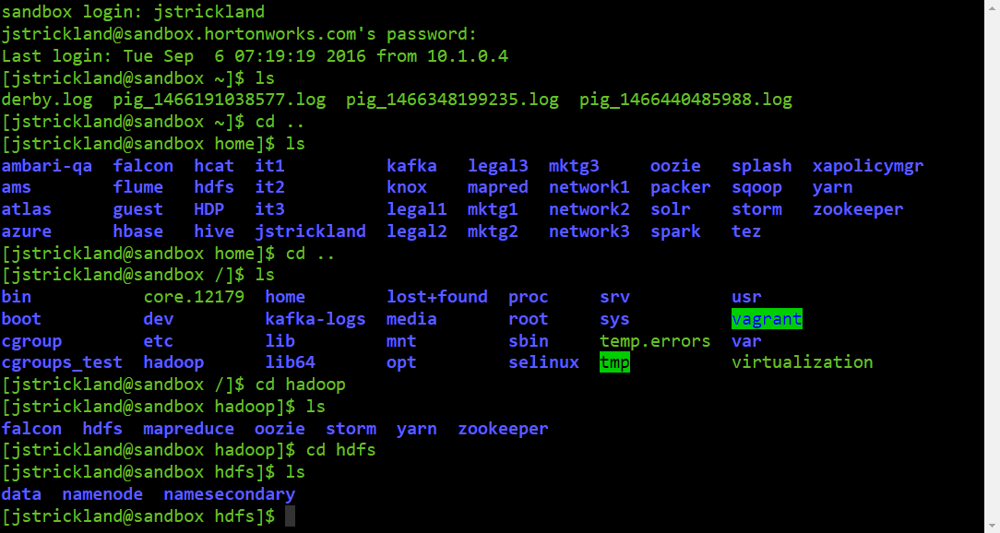 sandbox login: jstrickland
jstrickland@sandbox.hortonworks.com's password:
Last login: Tue Sep  6 07:19:19 2016 from 10.1.0.4
[jstrickland@sandbox ~]$ ls
derby.log  pig_1466191038577.log  pig_1466348199235.log  pig_1466440485988.log
[jstrickland@sandbox ~]$ cd ..
[jstrickland@sandbox home]$ ls
ambari-qa  falcon  hcat  it1          kafka   legal3  mktg3     oozie   splash  xapolicymgr
ams        flume   hdfs  it2          knox    mapred  network1  packer  sqoop   yarn
atlas      guest   HDP   it3          legal1  mktg1   network2  solr    storm   zookeeper
azure      hbase   hive  jstrickland  legal2  mktg2   network3  spark   tez
[jstrickland@sandbox home]$ cd ..
[jstrickland@sandbox /]$ ls
bin           core.12179  home        lost+found  proc     srv          usr
boot          dev         kafka-logs  media       root     sys          vagrant
cgroup        etc         lib         mnt         sbin     temp.errors  var
cgroups_test  hadoop      lib64       opt         selinux  tmp          virtualization
[jstrickland@sandbox /]$ cd hadoop
[jstrickland@sandbox hadoop]$ ls
falcon  hdfs  mapreduce  oozie  storm  yarn  zookeeper
[jstrickland@sandbox hadoop]$ cd hdfs
[jstrickland@sandbox hdfs]$ ls
data  namenode  namesecondary
[jstrickland@sandbox hdfs]$